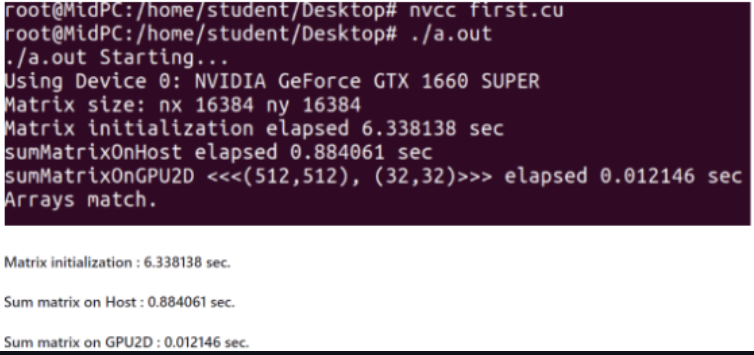 root@MidPC:/home/student/Desktop# nvcc first.cu
root@MidPC:/home/student/Desktop# ./a.out
./a.out Starting...
Using Device 0: NVIDIA GeForce GTX 1660 SUPER
Matrix size: nx 16384 ny 16384
Matrix initialization elapsed 6.338138 sec
sumMatrixOnHost elapsed 0.884061 sec
sumMatrixOnGPU2D <<<(512,512), (32,32)>>> elapsed 0.012146 sec
Arrays match.
Matrix initialization : 6.338138 sec.
Sum matrix on Host : 0.884061 sec.
Sum matrix on GPU2D : 0.012146 sec.